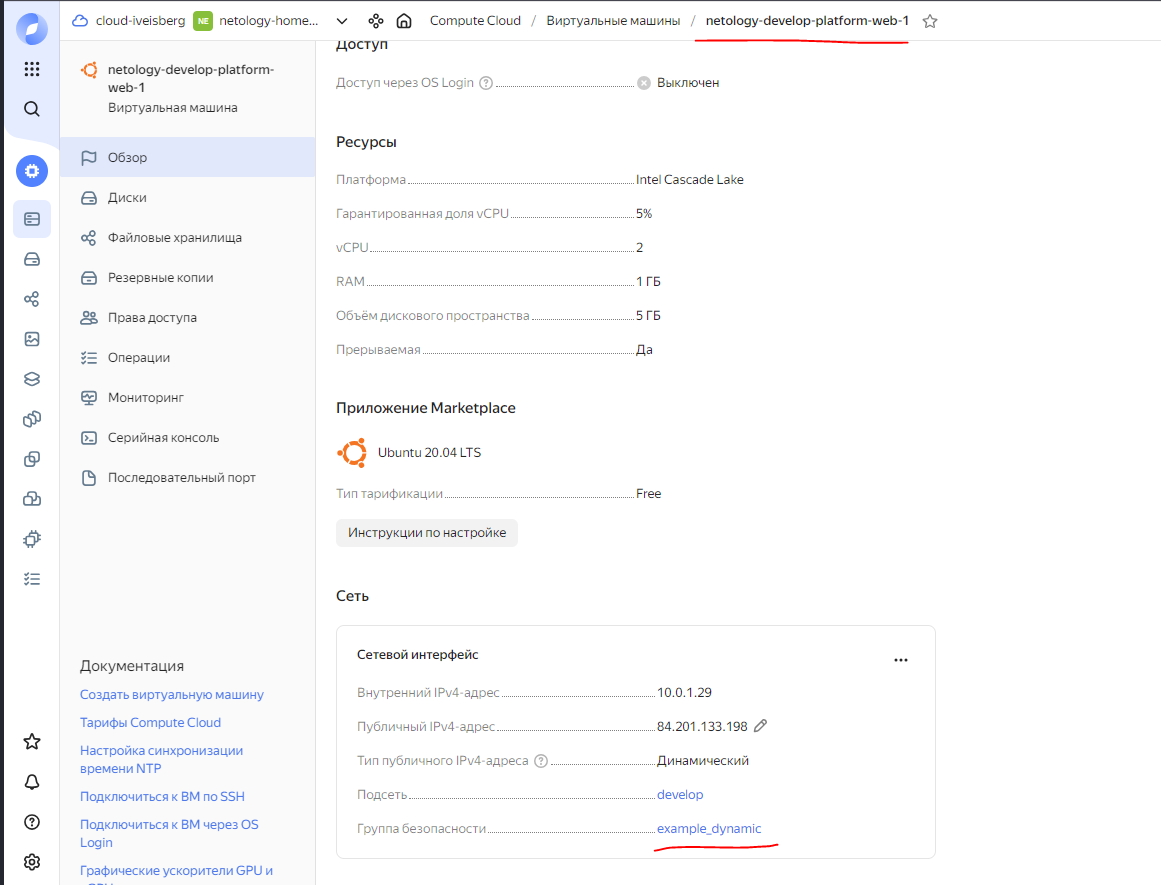 cloud-iveisberg NE netology-home... Compute Cloud / Виртуальные машины / netology-develop-platform-web-1
netology-develop-platform-
web-1
Виртуальная машина
Обзор
Диски
Файловые хранилища
Резервные копии
Права доступа
Операции
Мониторинг
Серийная консоль
Последовательный порт
Документация
Создать виртуальную машину
Тарифы Compute Cloud
Настройка синхронизации
времени NTP
Подключиться к ВМ по SSH
Подключиться к ВМ через OS
Login
Графические ускорители GPU и
Доступ
Доступ через OS Login ? Выключен
Ресурсы
Платформа Intel Cascade Lake
Гарантированная доля vCPU 5%
vCPU 2
RAM 1 ГБ
Объём дискового пространства 5 ГБ
Прерываемая Да
Приложение Marketplace
Ubuntu 20.04 LTS
Тип тарификации Free
Инструкции по настройке
Сеть
Сетевой интерфейс
Внутренний IPv4-адрес 10.0.1.29
Публичный IPv4-адрес 84.201.133.198
Тип публичного IPv4-адреса ? Динамический
Подсеть develop
Группа безопасности example_dynamic